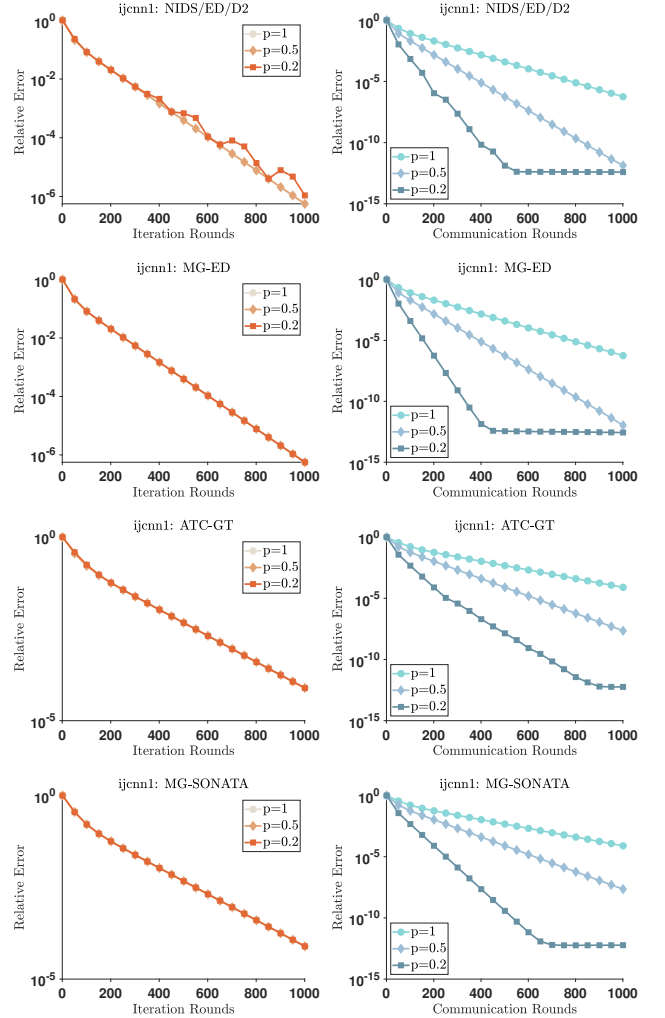 ijcnn1: NIDS/ED/D2
10^0
10^-2
10^-4
10^-6
Relative Error
p=1
p=0.5
p=0.2
0 200 400 600 800 1000
Iteration Rounds
ijcnn1: NIDS/ED/D2
10^0
10^-5
10^-10
10^-15
Relative Error
p=1
p=0.5
p=0.2
0 200 400 600 800 1000
Communication Rounds
ijcnn1: MG-ED
10^0
10^-2
10^-4
10^-6
Relative Error
p=1
p=0.5
p=0.2
0 200 400 600 800 1000
Iteration Rounds
ijcnn1: MG-ED
10^0
10^-5
10^-10
10^-15
Relative Error
p=1
p=0.5
p=0.2
0 200 400 600 800 1000
Communication Rounds
ijcnn1: ATC-GT
10^0
10^-5
Relative Error
p=1
p=0.5
p=0.2
0 200 400 600 800 1000
Iteration Rounds
ijcnn1: ATC-GT
10^0
10^-5
10^-10
10^-15
Relative Error
p=1
p=0.5
p=0.2
0 200 400 600 800 1000
Communication Rounds
ijcnn1: MG-SONATA
10^0
10^-5
Relative Error
p=1
p=0.5
p=0.2
0 200 400 600 800 1000
Iteration Rounds
ijcnn1: MG-SONATA
10^0
10^-5
10^-10
10^-15
Relative Error
p=1
p=0.5
p=0.2
0 200 400 600 800 1000
Communication Rounds